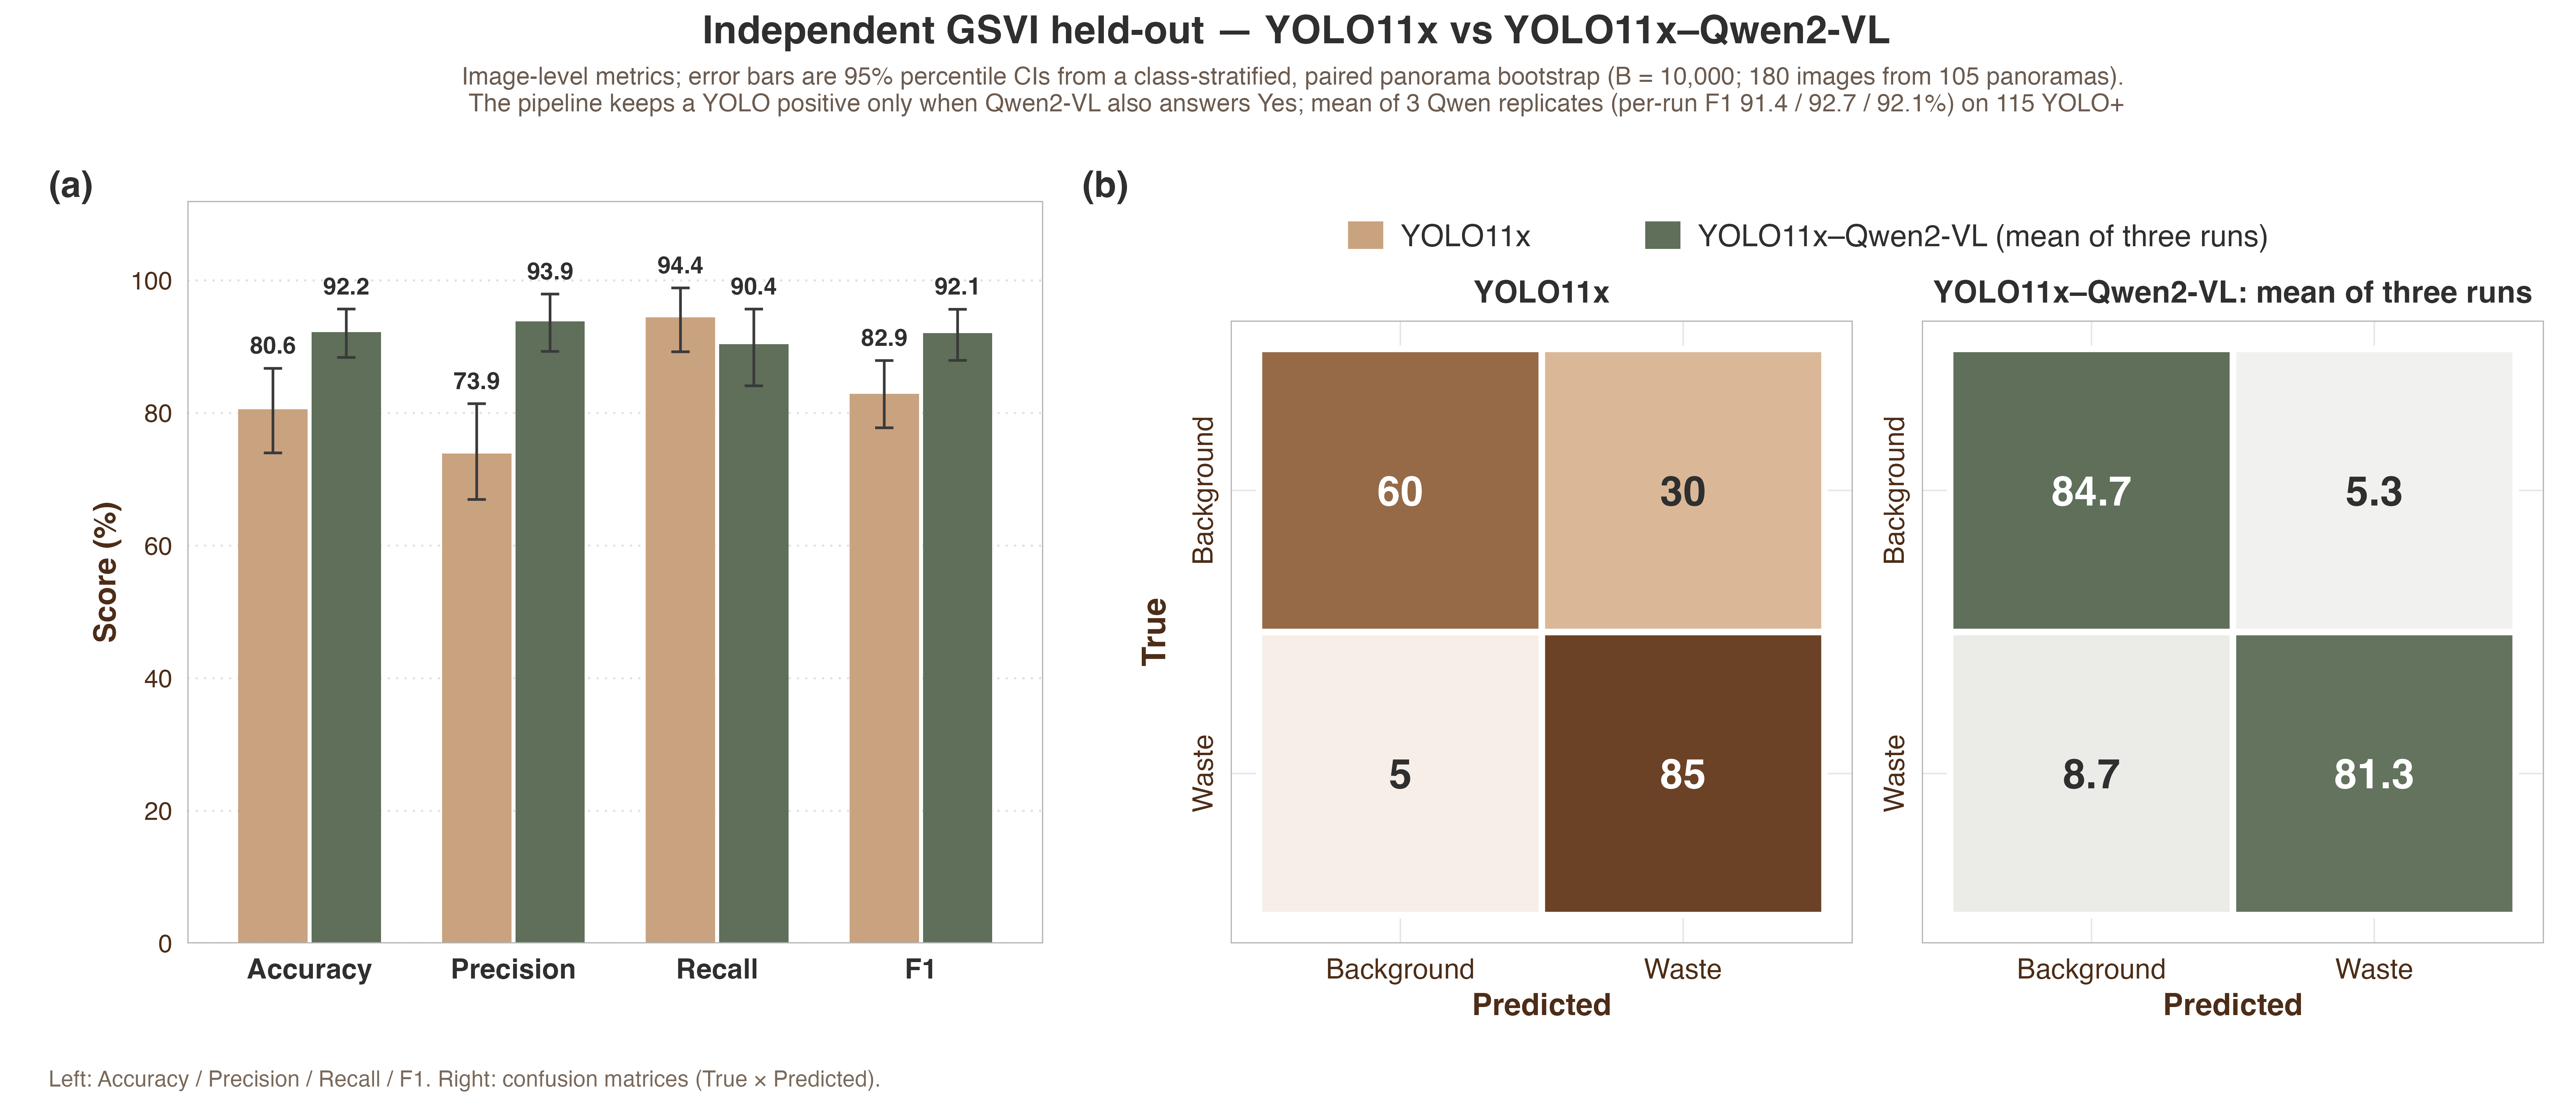 Independent GSVI held-out — YOLO11x vs YOLO11x–Qwen2-VL
Image-level metrics; error bars are 95% percentile CIs from a class-stratified, paired panorama bootstrap (B = 10,000; 180 images from 105 panoramas).
The pipeline keeps a YOLO positive only when Qwen2-VL also answers Yes; mean of 3 Qwen replicates (per-run F1 91.4 / 92.7 / 92.1%) on 115 YOLO+
(a)
Score (%)
100
80
60
40
20
0
80.6
92.2
73.9
93.9
94.4
90.4
82.9
92.1
Accuracy
Precision
Recall
F1
(b)
YOLO11x
YOLO11x–Qwen2-VL (mean of three runs)
YOLO11x
True
Background
Waste
60
30
5
85
Background
Waste
Predicted
YOLO11x–Qwen2-VL: mean of three runs
Background
Waste
84.7
5.3
8.7
81.3
Background
Waste
Predicted
Left: Accuracy / Precision / Recall / F1. Right: confusion matrices (True × Predicted).